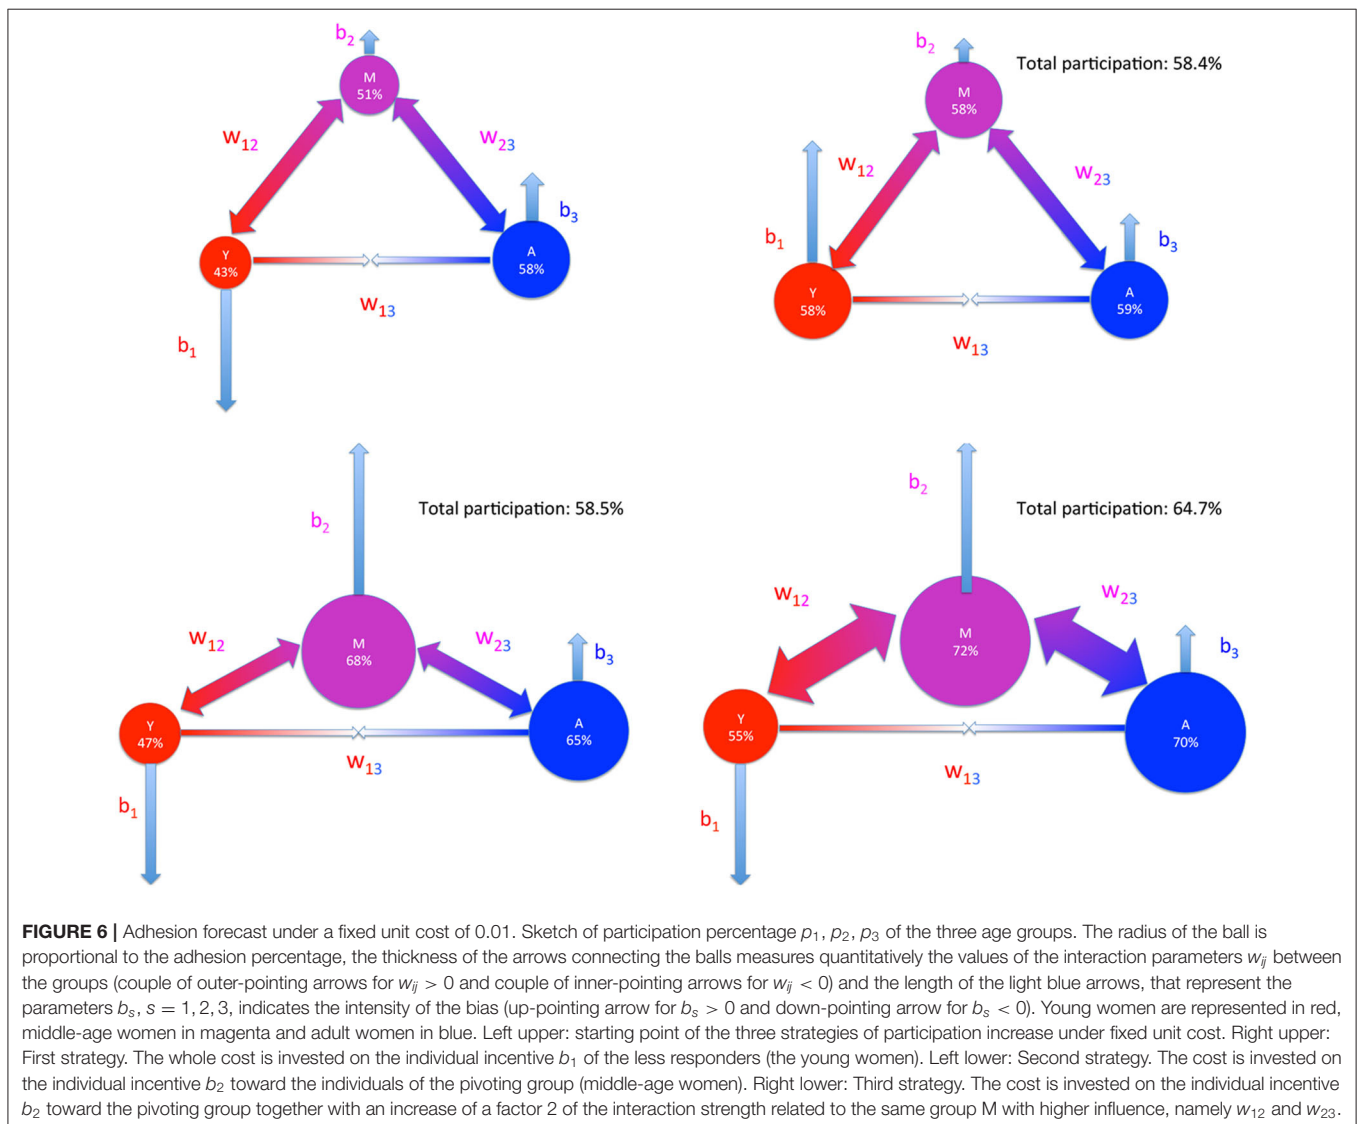 b2
M
51%
w12
w23
Y
43%
A
58%
b3
w13
b1
b2
Total participation: 58.4%
M
58%
w12
w23
b1
b3
Y
58%
A
59%
w13
b2
Total participation: 58.5%
M
68%
w12
w23
b3
Y
47%
A
65%
w13
b1
b2
Total participation: 64.7%
w12
w23
M
72%
b3
Y
55%
A
70%
w13
b1
FIGURE 6 | Adhesion forecast under a fixed unit cost of 0.01. Sketch of participation percentage p1, p2, p3 of the three age groups. The radius of the ball is
proportional to the adhesion percentage, the thickness of the arrows connecting the balls measures quantitatively the values of the interaction parameters wij between
the groups (couple of outer-pointing arrows for wij > 0 and couple of inner-pointing arrows for wij < 0) and the length of the light blue arrows, that represent the
parameters bs, s = 1, 2, 3, indicates the intensity of the bias (up-pointing arrow for bs > 0 and down-pointing arrow for bs < 0). Young women are represented in red,
middle-age women in magenta and adult women in blue. Left upper: starting point of the three strategies of participation increase under fixed unit cost. Right upper:
First strategy. The whole cost is invested on the individual incentive b1 of the less responders (the young women). Left lower: Second strategy. The cost is invested on
the individual incentive b2 toward the individuals of the pivoting group (middle-age women). Right lower: Third strategy. The cost is invested on the individual incentive
b2 toward the pivoting group together with an increase of a factor 2 of the interaction strength related to the same group M with higher influence, namely w12 and w23.